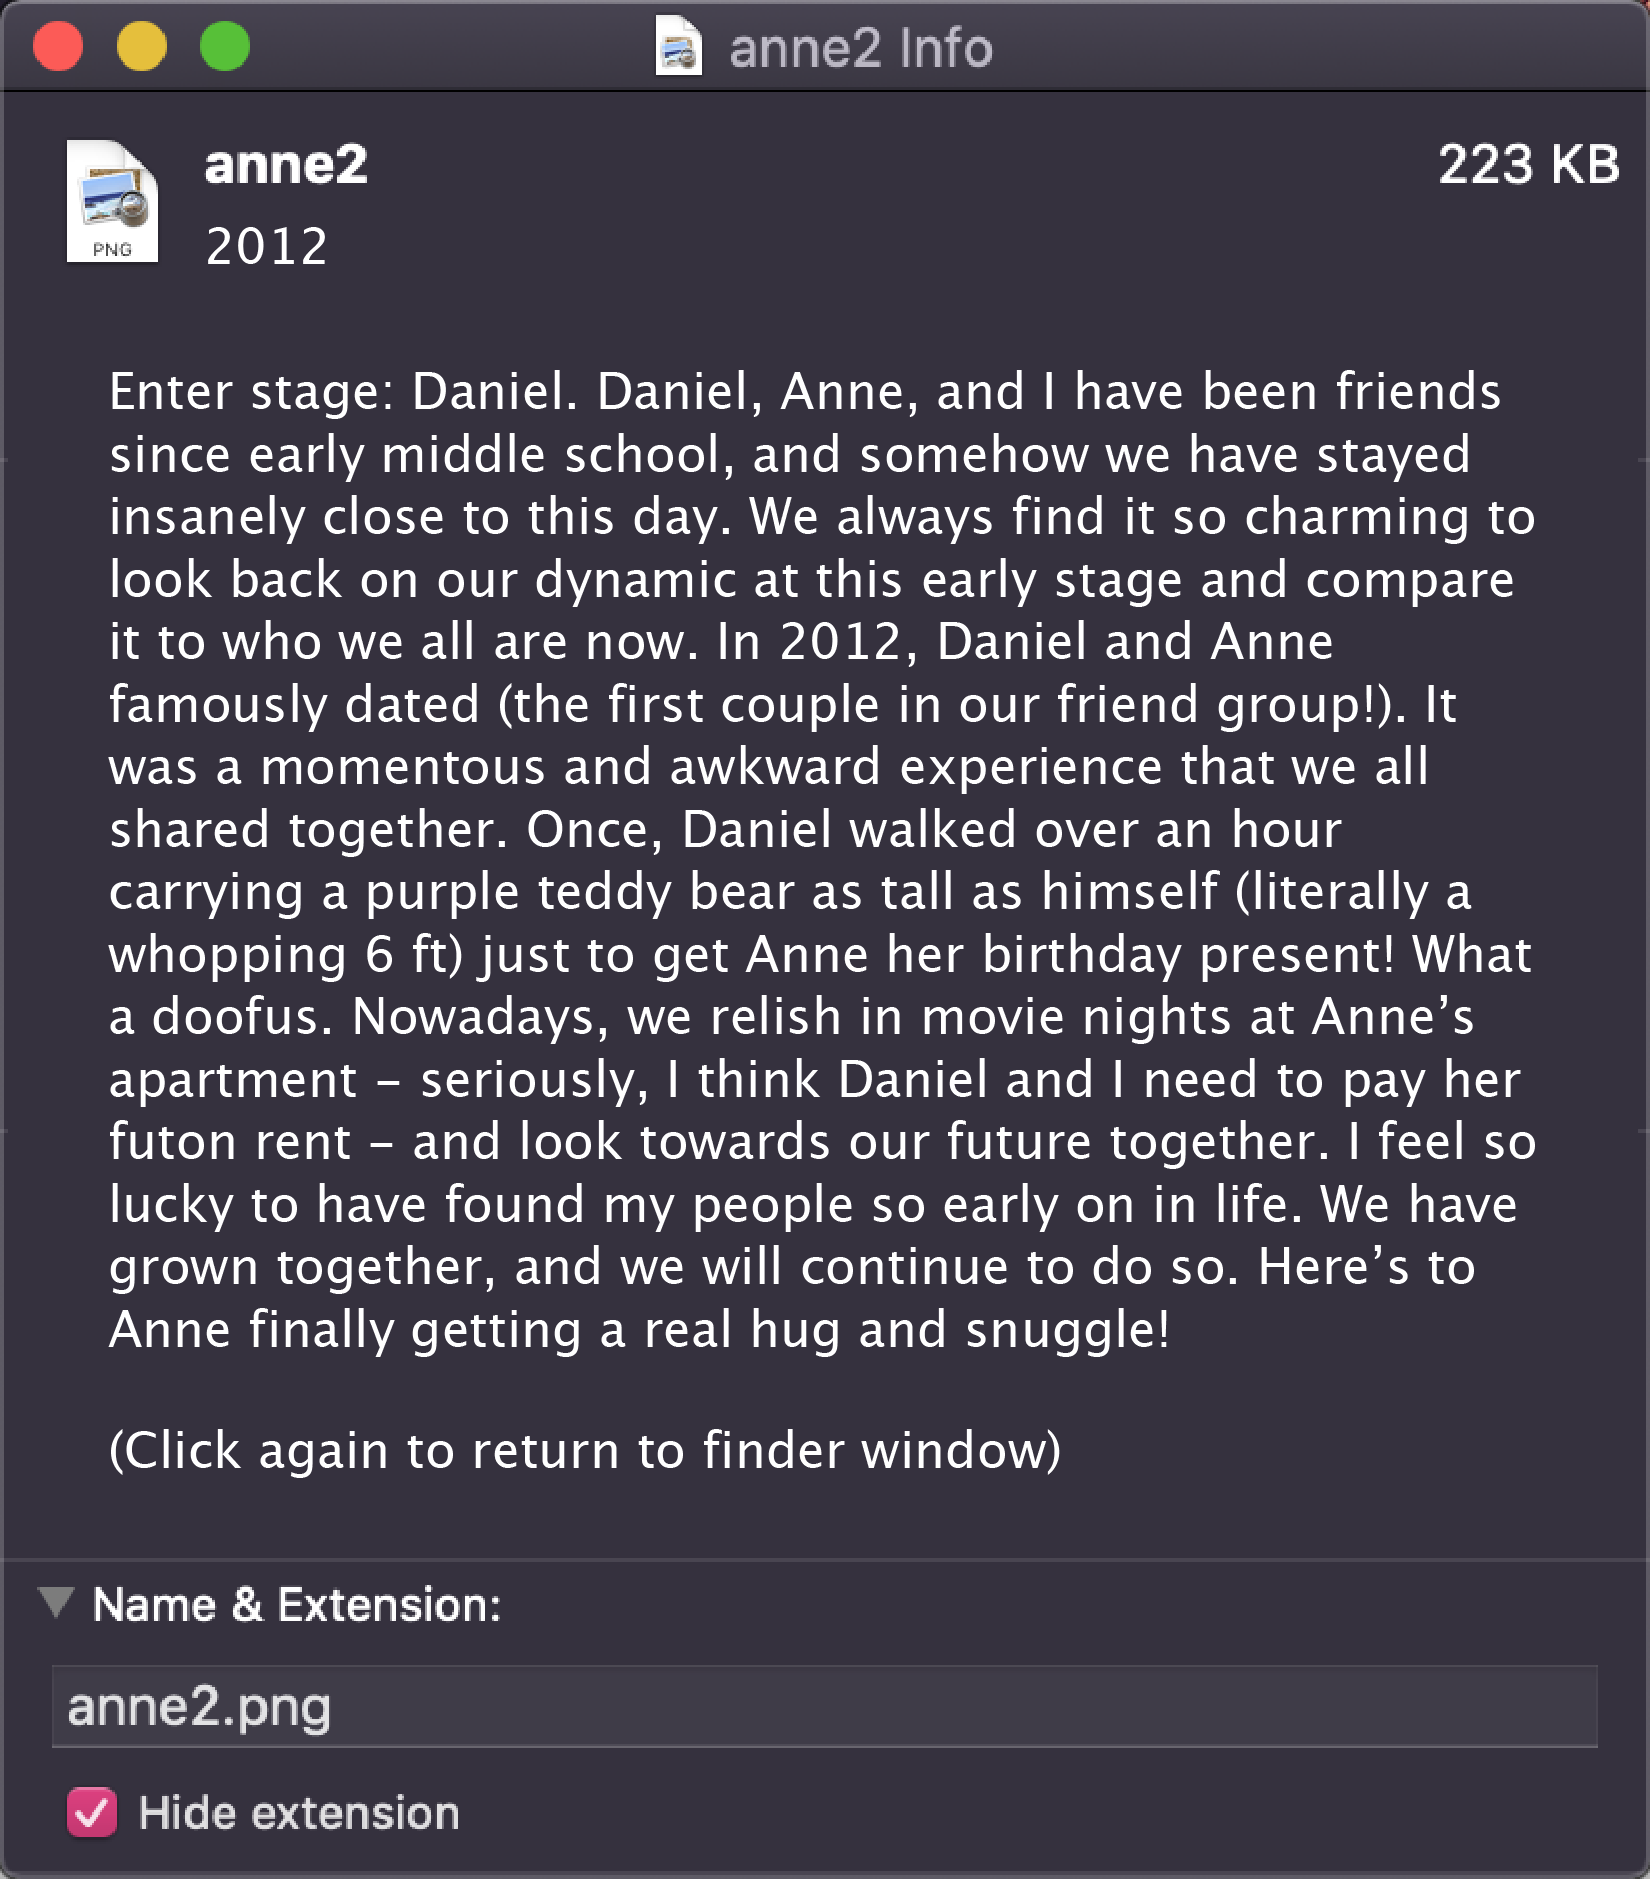 anne2 Info
anne2
223 KB
PNG
2012
Enter stage: Daniel. Daniel, Anne, and I have been friends
since early middle school, and somehow we have stayed
insanely close to this day. We always find it so charming to
look back on our dynamic at this early stage and compare
it to who we all are now. In 2012, Daniel and Anne
famously dated (the first couple in our friend group!). It
was a momentous and awkward experience that we all
shared together. Once, Daniel walked over an hour
carrying a purple teddy bear as tall as himself (literally a
whopping 6 ft) just to get Anne her birthday present! What
a doofus. Nowadays, we relish in movie nights at Anne’s
apartment – seriously, I think Daniel and I need to pay her
futon rent – and look towards our future together. I feel so
lucky to have found my people so early on in life. We have
grown together, and we will continue to do so. Here’s to
Anne finally getting a real hug and snuggle!
(Click again to return to finder window)
Name & Extension:
anne2.png
Hide extension